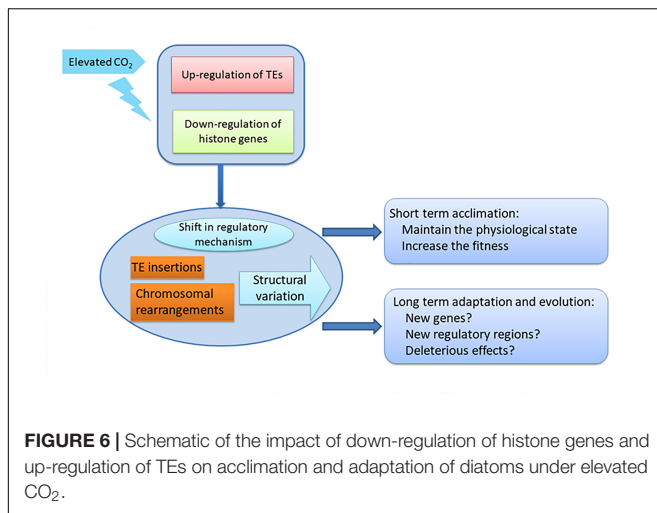 Elevated CO₂
Up-regulation of TEs
Down-regulation of
histone genes
Shift in regulatory
mechanism
TE insertions
Chromosomal
rearrangements
Structural
variation
Short term acclimation:
Maintain the physiological state
Increase the fitness
Long term adaptation and evolution:
New genes?
New regulatory regions?
Deleterious effects?
FIGURE 6 | Schematic of the impact of down-regulation of histone genes and
up-regulation of TEs on acclimation and adaptation of diatoms under elevated
CO₂.